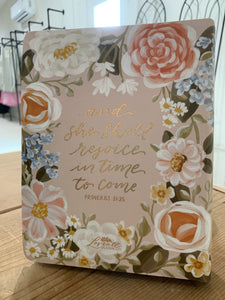 and
she shall
rejoice
in time
to come
PROVERBS 31:25